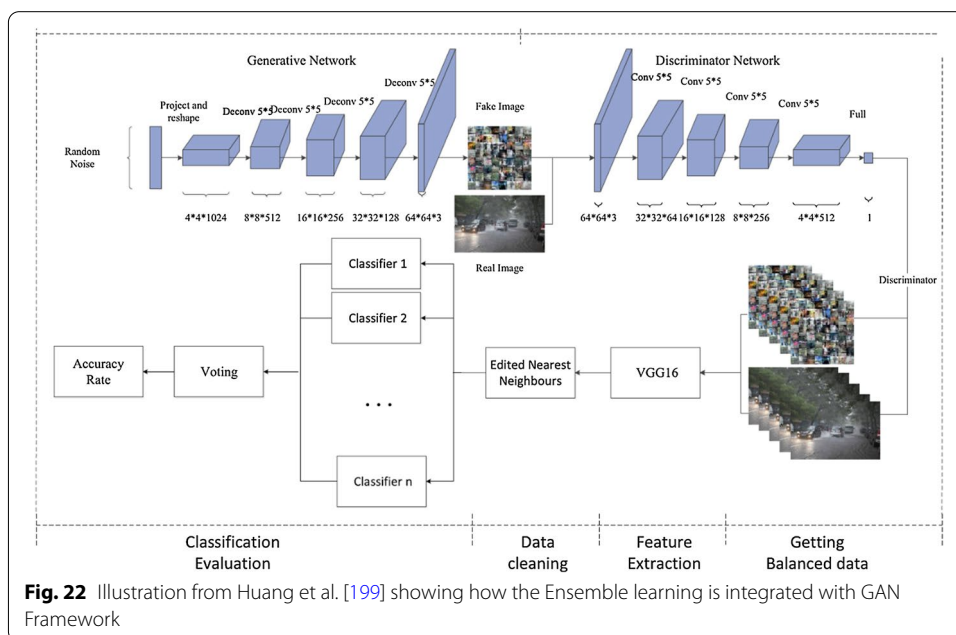 Generative Network
Discriminator Network
Random
Noise
Project and
reshape
Deconv 5*5
Deconv 5*5
Deconv 5*5
Deconv 5*5
Fake Image
Conv 5*5
Conv 5*5
Conv 5*5
Conv 5*5
Full
4*4*1024
8*8*512
16*16*256
32*32*128
64*64*3
64*64*3
32*32*64
16*16*128
8*8*256
4*4*512
1
Real Image
Discriminator
Classifier 1
Classifier 2
...
Classifier n
Accuracy
Rate
Voting
Edited Nearest
Neighbours
VGG16
Classification
Evaluation
Data
cleaning
Feature
Extraction
Getting
Balanced data
Fig. 22 Illustration from Huang et al. [199] showing how the Ensemble learning is integrated with GAN
Framework